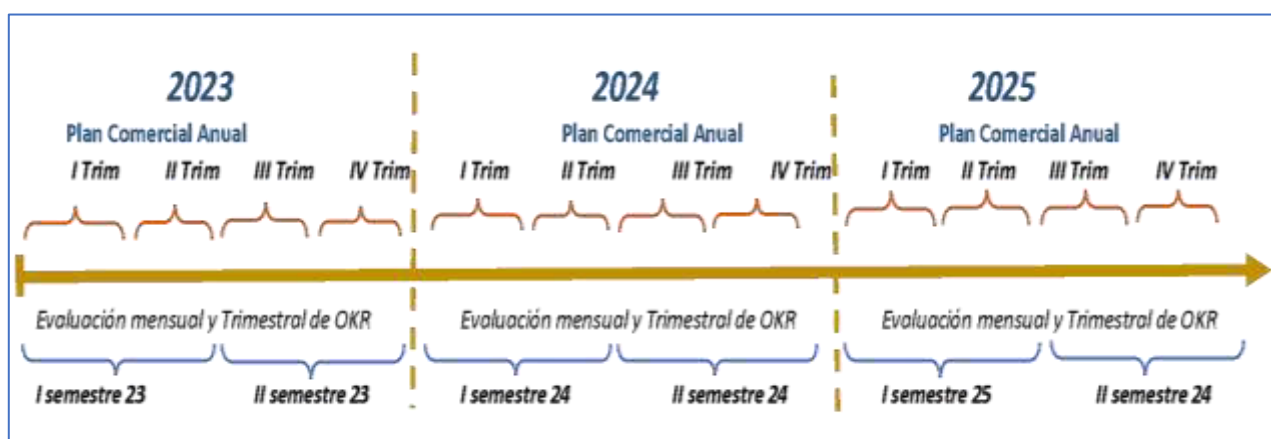 2023 2024 2025
Plan Comercial Anual Plan Comercial Anual Plan Comercial Anual
I Trim II Trim III Trim IV Trim I Trim II Trim III Trim IV Trim I Trim II Trim III Trim IV Trim
Evaluación mensual y Trimestral de OKR Evaluación mensual y Trimestral de OKR Evaluación mensual y Trimestral de OKR
I semestre 23 II semestre 23 I semestre 24 II semestre 24 I semestre 25 II semestre 24